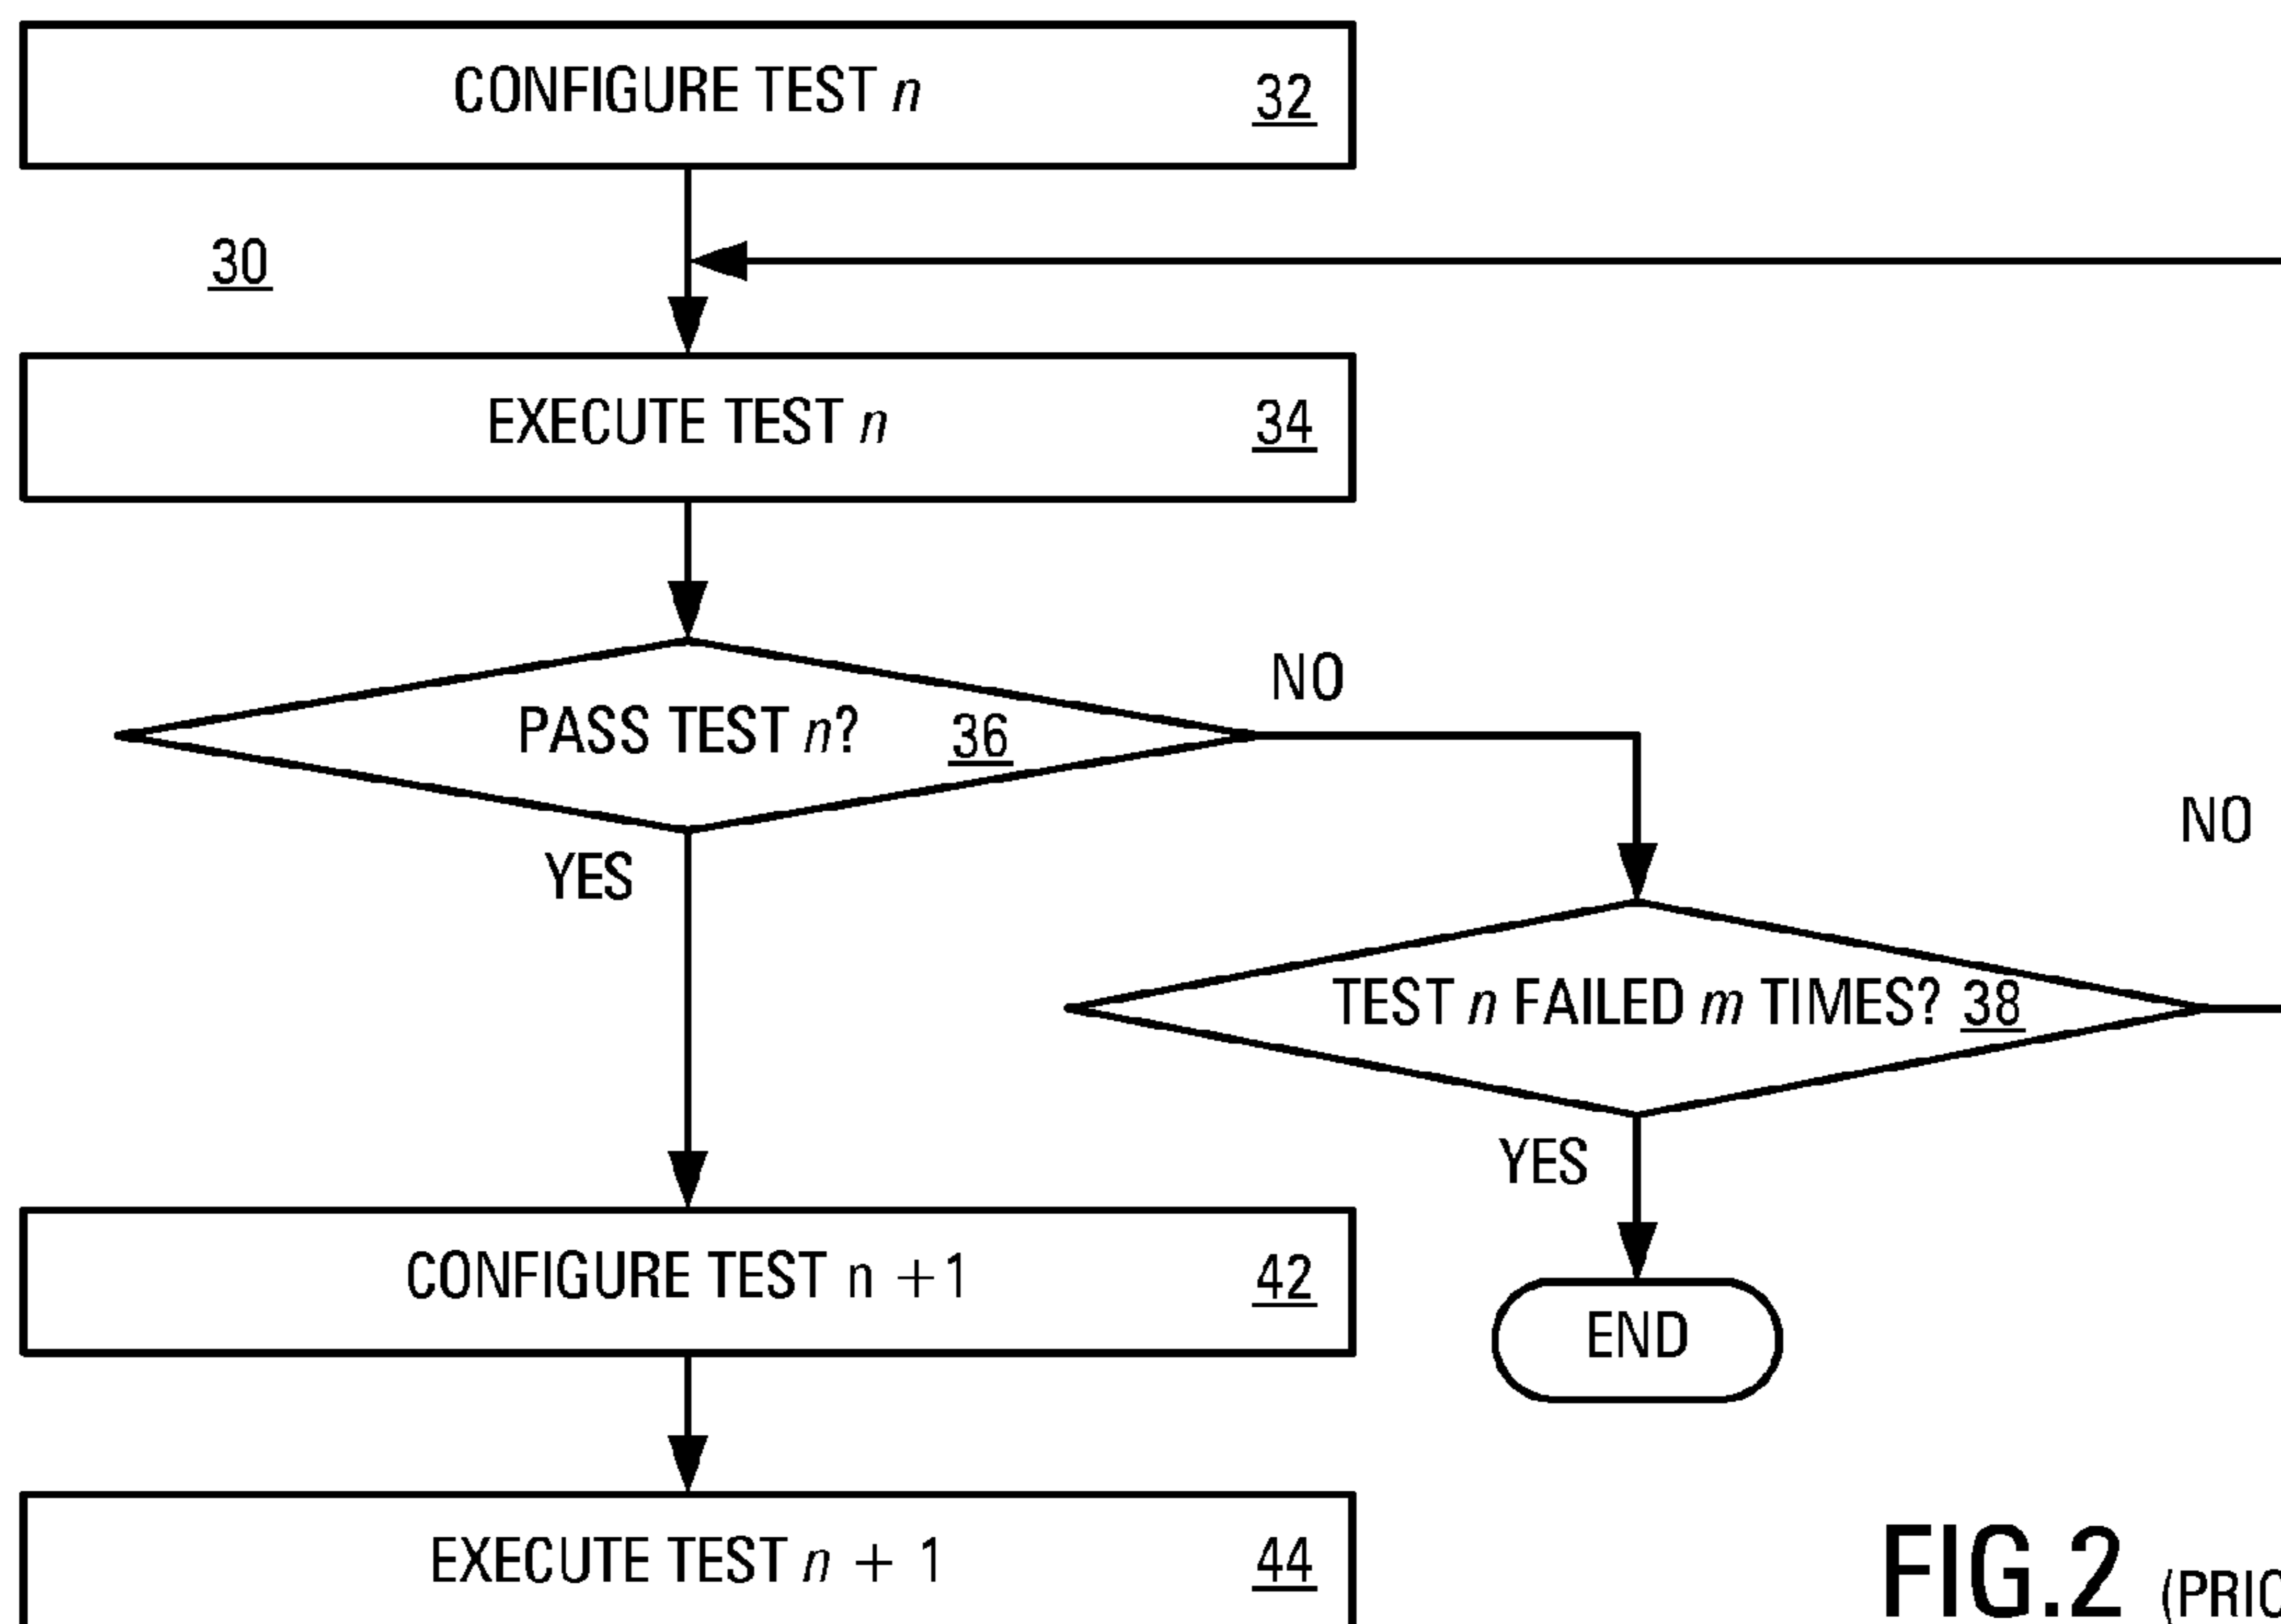 CONFIGURE TEST n 32
30
EXECUTE TEST n 34
NO
PASS TEST n? 36
NO
YES
TEST n FAILED m TIMES? 38
YES
CONFIGURE TEST n +1 42
END
EXECUTE TEST n + 1 44
FIG.2